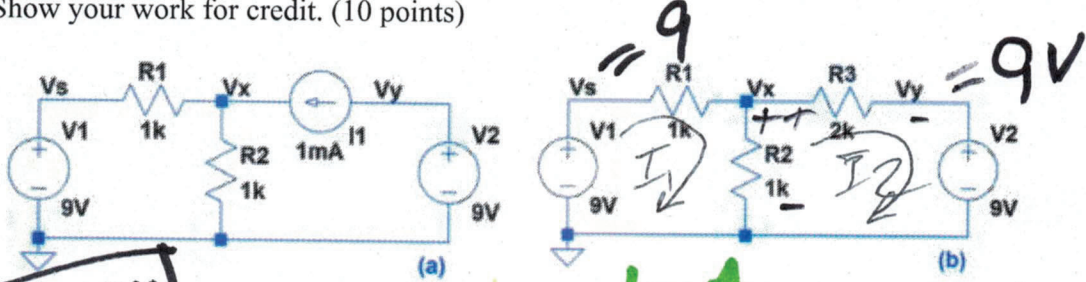 Show your work for credit. (10 points)
= 9
= 9V
Vs R1 Vx Vy
V1 1k R2 1mA I1 V2
1k
9V 9V
(a)
Vs R1 Vx R3 Vy
V1 1k ++ 2k - V2
I1 R2 I2
1k -
9V 9V
(b)